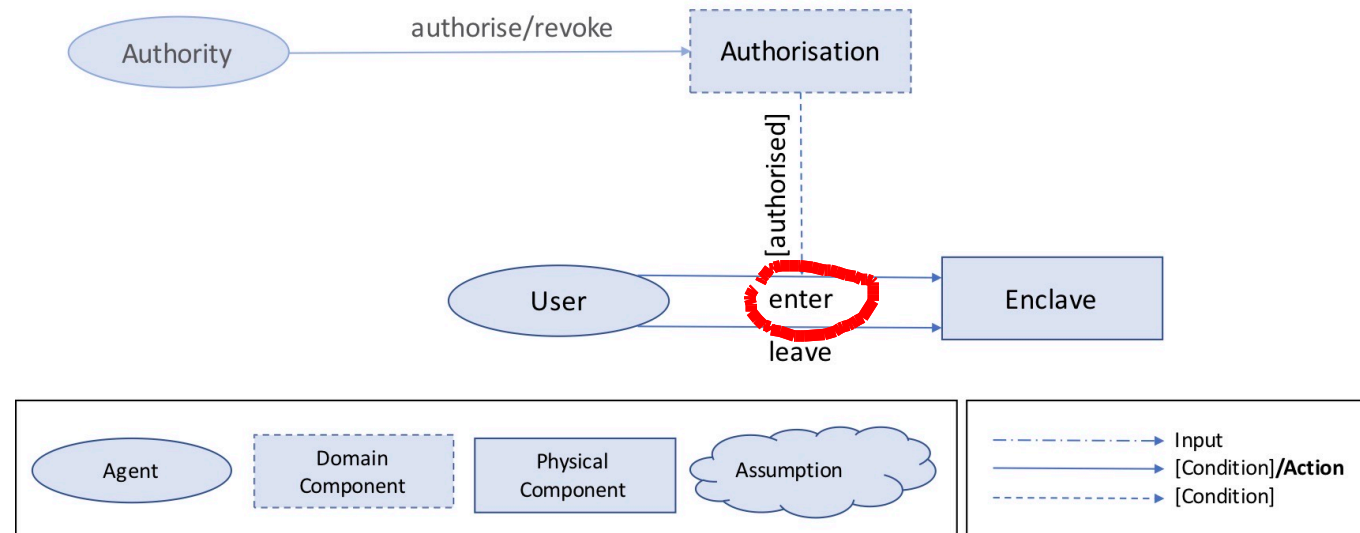 authorise/revoke
Authority
Authorisation
[authorised]
User
enter
Enclave
leave
Agent
Domain
Component
Physical
Component
Assumption
Input
[Condition]/Action
[Condition]